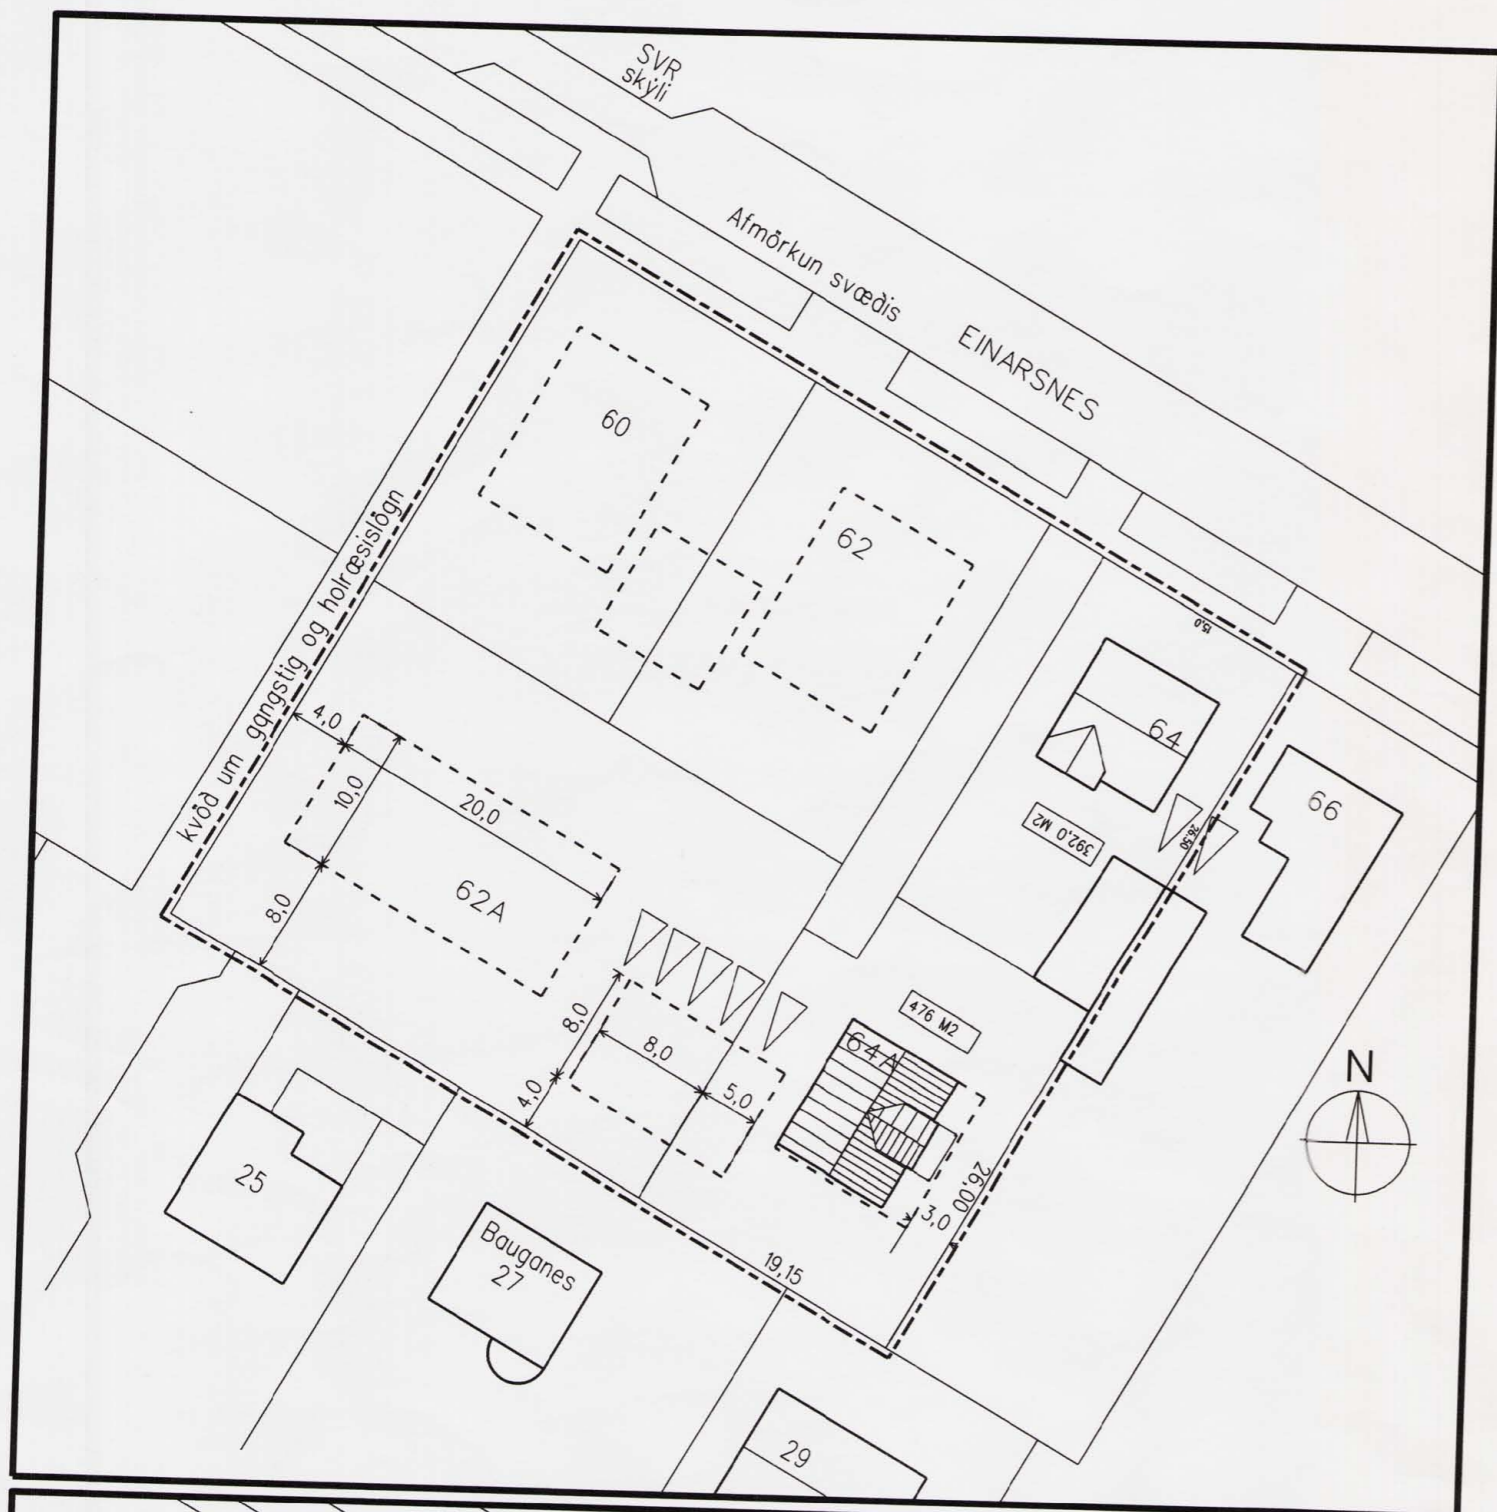 SVR
skýli
Afmörkun svæðis
EINARSNES
60
62
kvöð um gangstig og holræsislögn
15,0
64
66
4,0
10,0
20,0
392,0 M2
26,50
62A
8,0
476 M2
64A
8,0
8,0
5,0
4,0
N
25
26,00
3,0
Bauganes
27
19,15
29